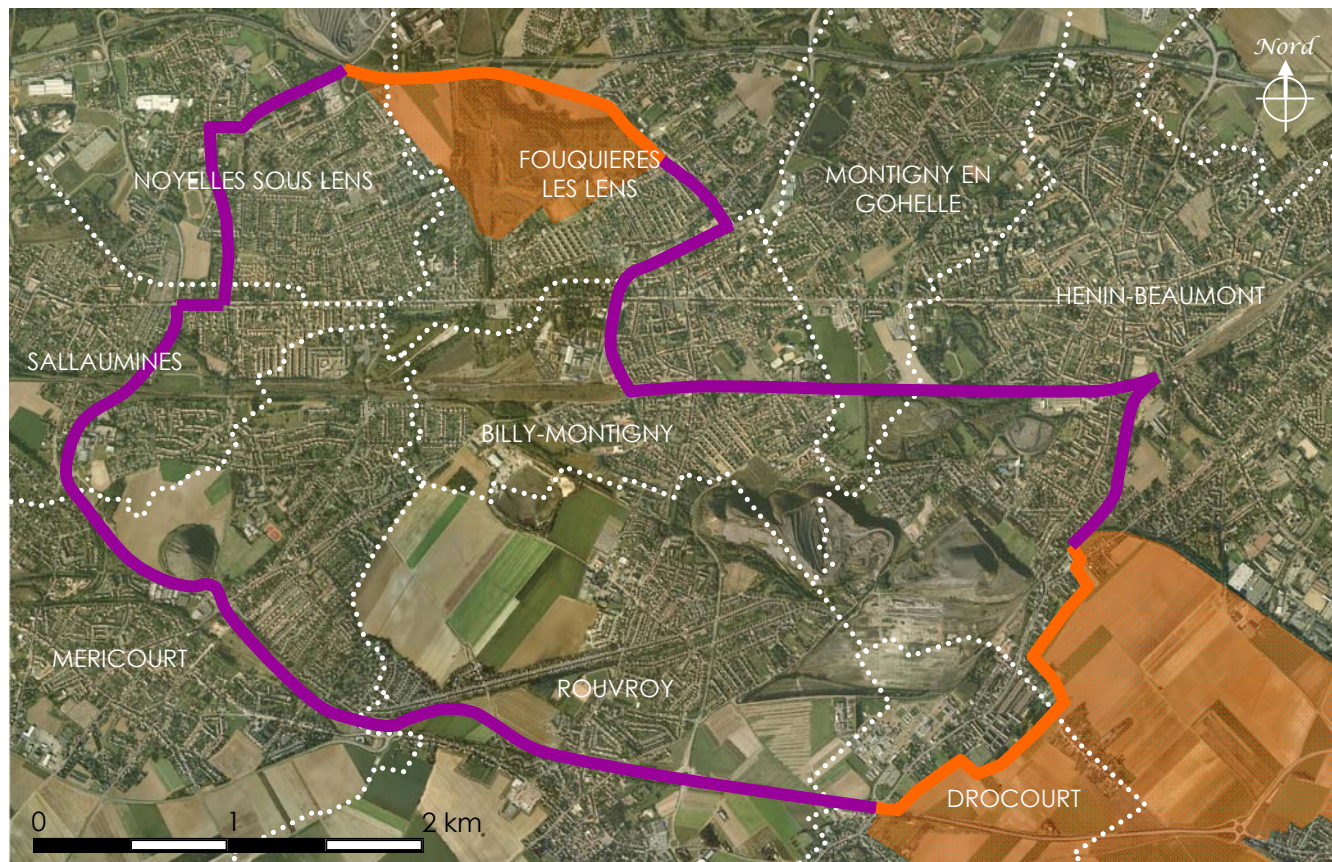 Nord
FOUQUIERES
LES LENS
NOYELLES SOUS LENS
MONTIGNY EN
GOHELLE
HENIN-BEAUMONT
SALLAUMINES
BILLY-MONTIGNY
MERICOURT
ROUVROY
DROCOURT
0 1 2 km